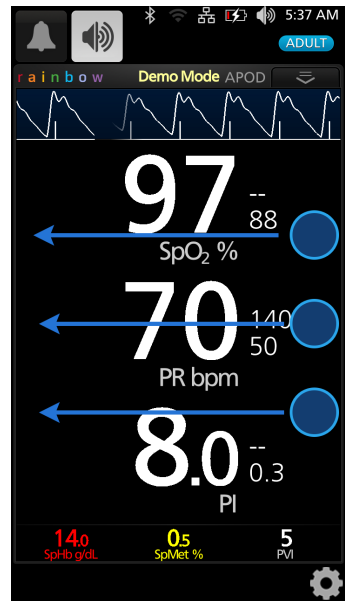 5:37 AM
ADULT
rainbow Demo Mode APOD
97
--
88
SpO₂ %
70
140
50
PR bpm
8.0
--
0.3
PI
14.0 0.5 5
SpHb g/dL SpMet % PVI